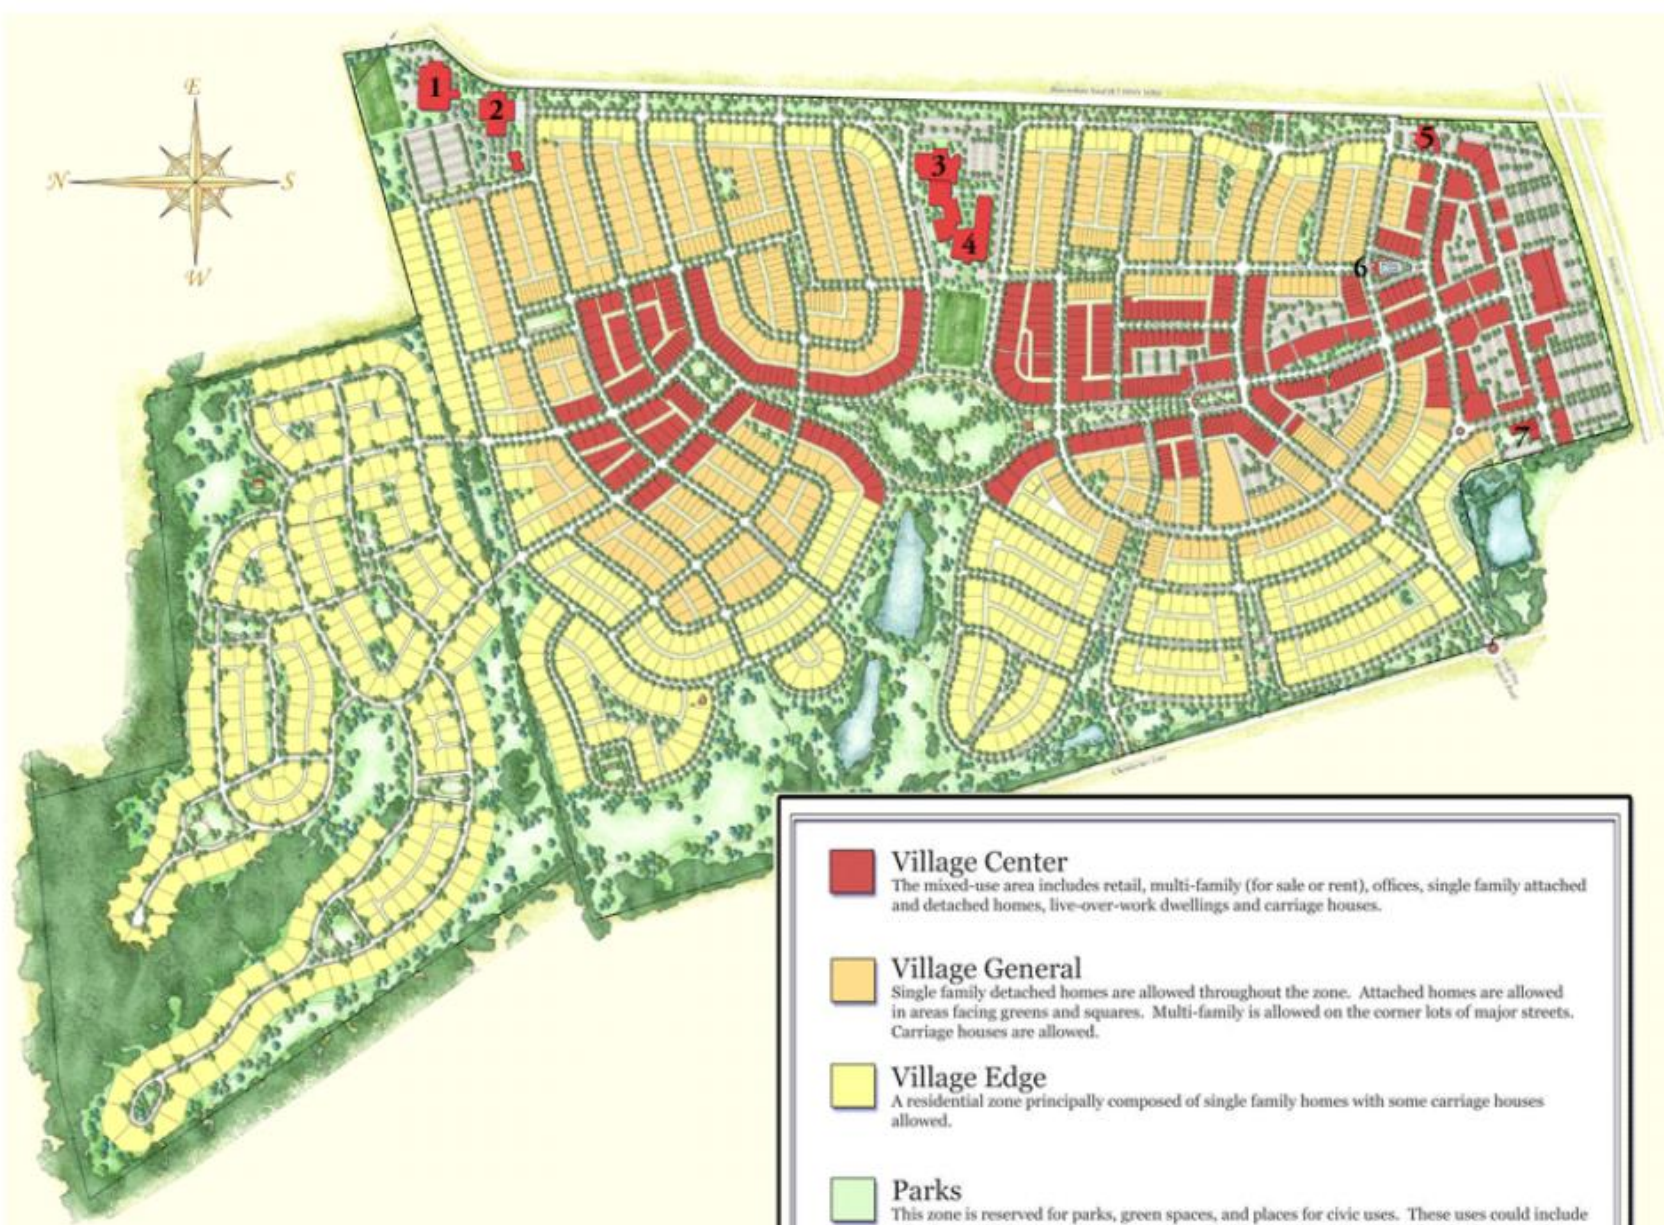 E
N
S
W
1
2
3
4
5
6
7
Village Center
The mixed-use area includes retail, multi-family (for sale or rent), offices, single family attached
and detached homes, live-over-work dwellings and carriage houses.
Village General
Single family detached homes are allowed throughout the zone. Attached homes are allowed
in areas facing greens and squares. Multi-family is allowed on the corner lots of major streets.
Carriage houses are allowed.
Village Edge
A residential zone principally composed of single family homes with some carriage houses
allowed.
Parks
This zone is reserved for parks, green spaces, and places for civic uses. These uses could include